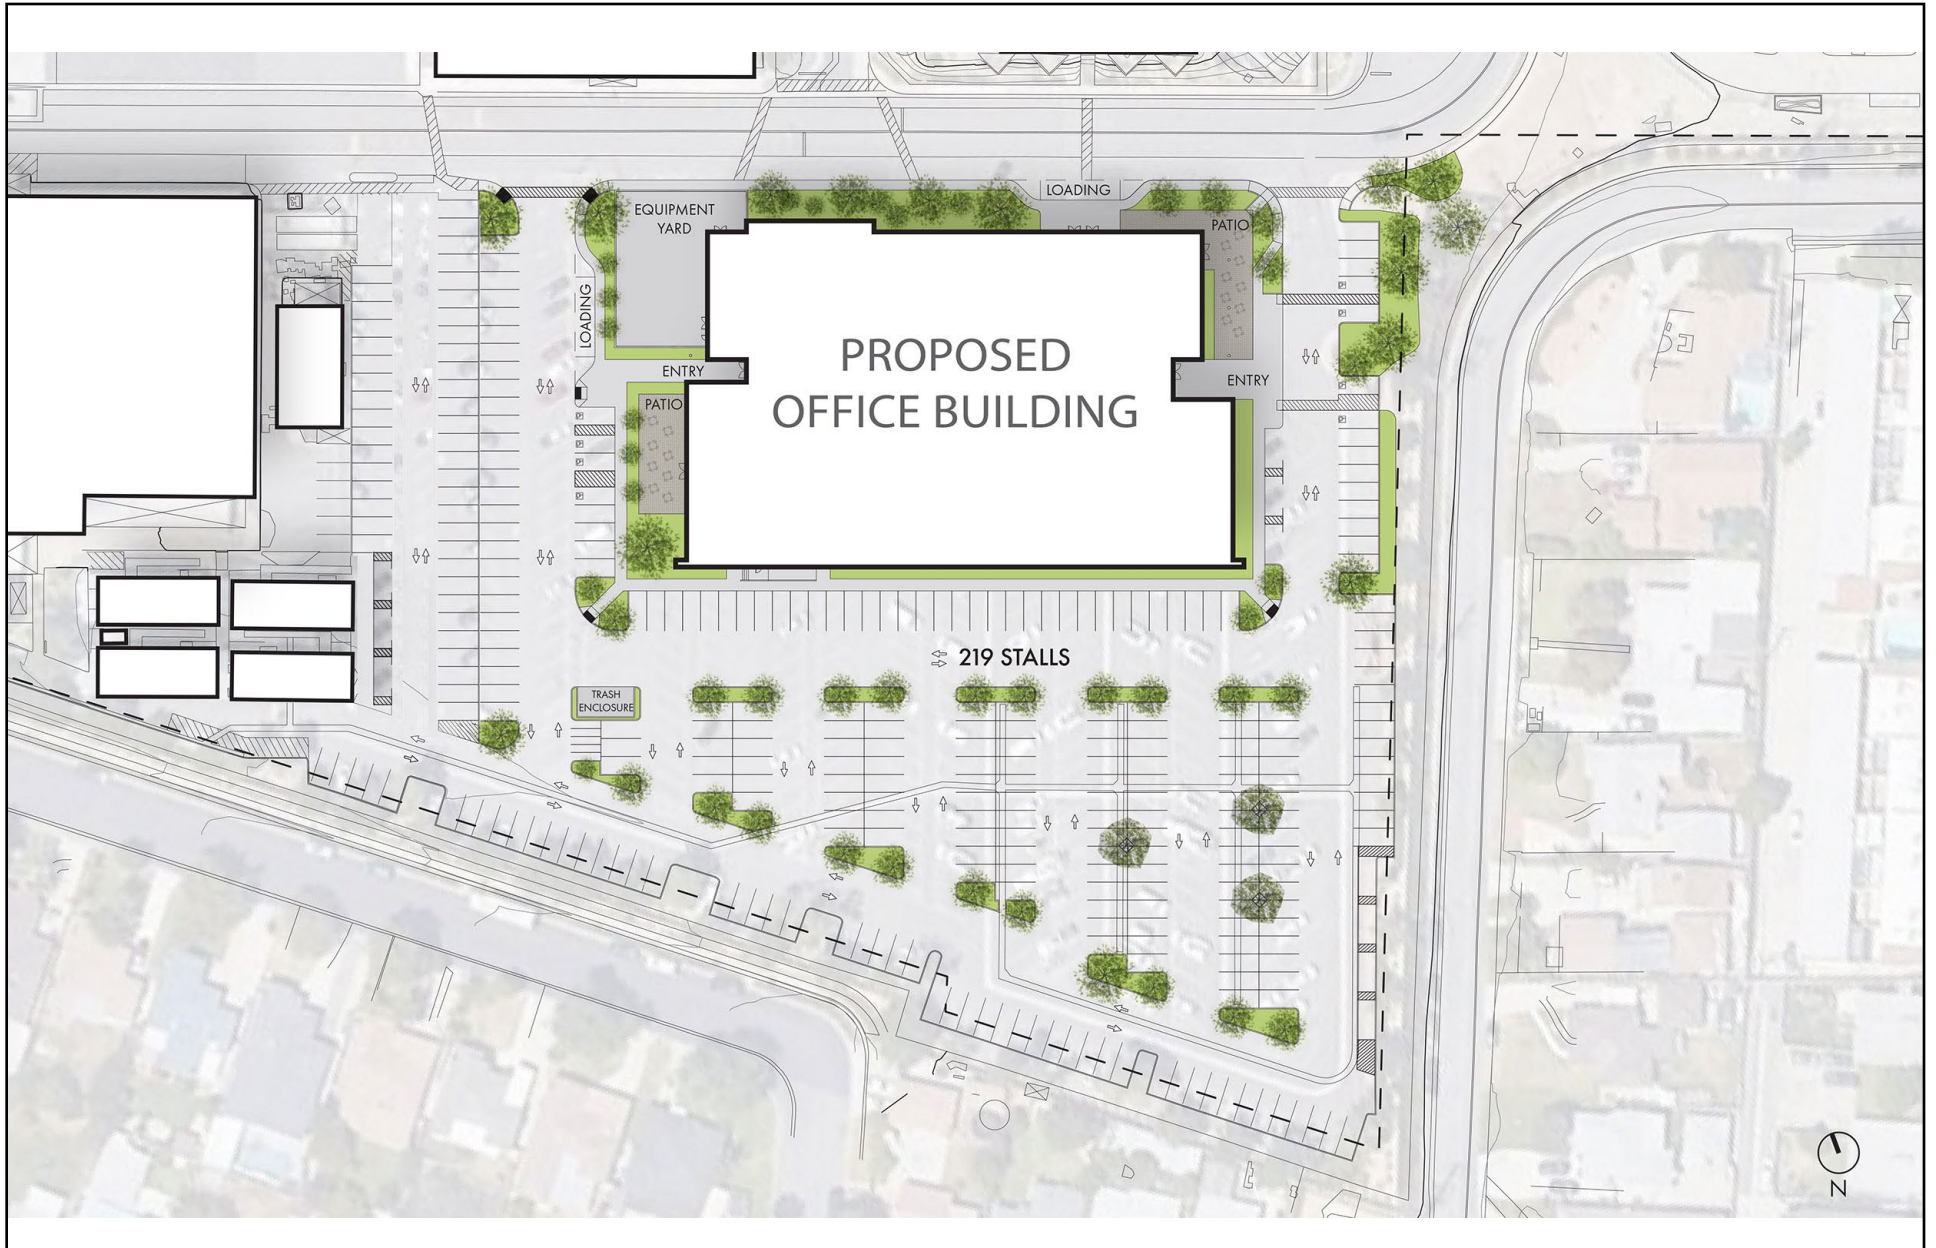 LOADING
EQUIPMENT
YARD
PATIO
LOADING
PROPOSED
OFFICE BUILDING
ENTRY
ENTRY
PATIO
219 STALLS
TRASH
ENCLOSURE
N